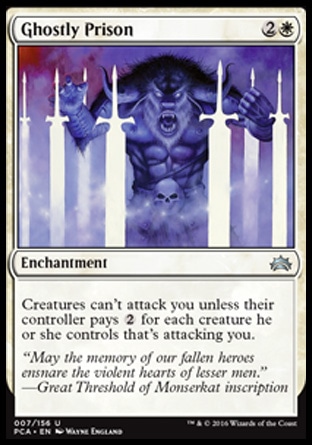 Ghostly Prison 2
Enchantment
Creatures can't attack you unless their
controller pays 2 for each creature he
or she controls that's attacking you.
"May the memory of our fallen heroes
ensnare the violent hearts of lesser men."
—Great Threshold of Monserkat inscription
007/156 U
PCA • EN Wayne England ™ & © 2016 Wizards of the Coast